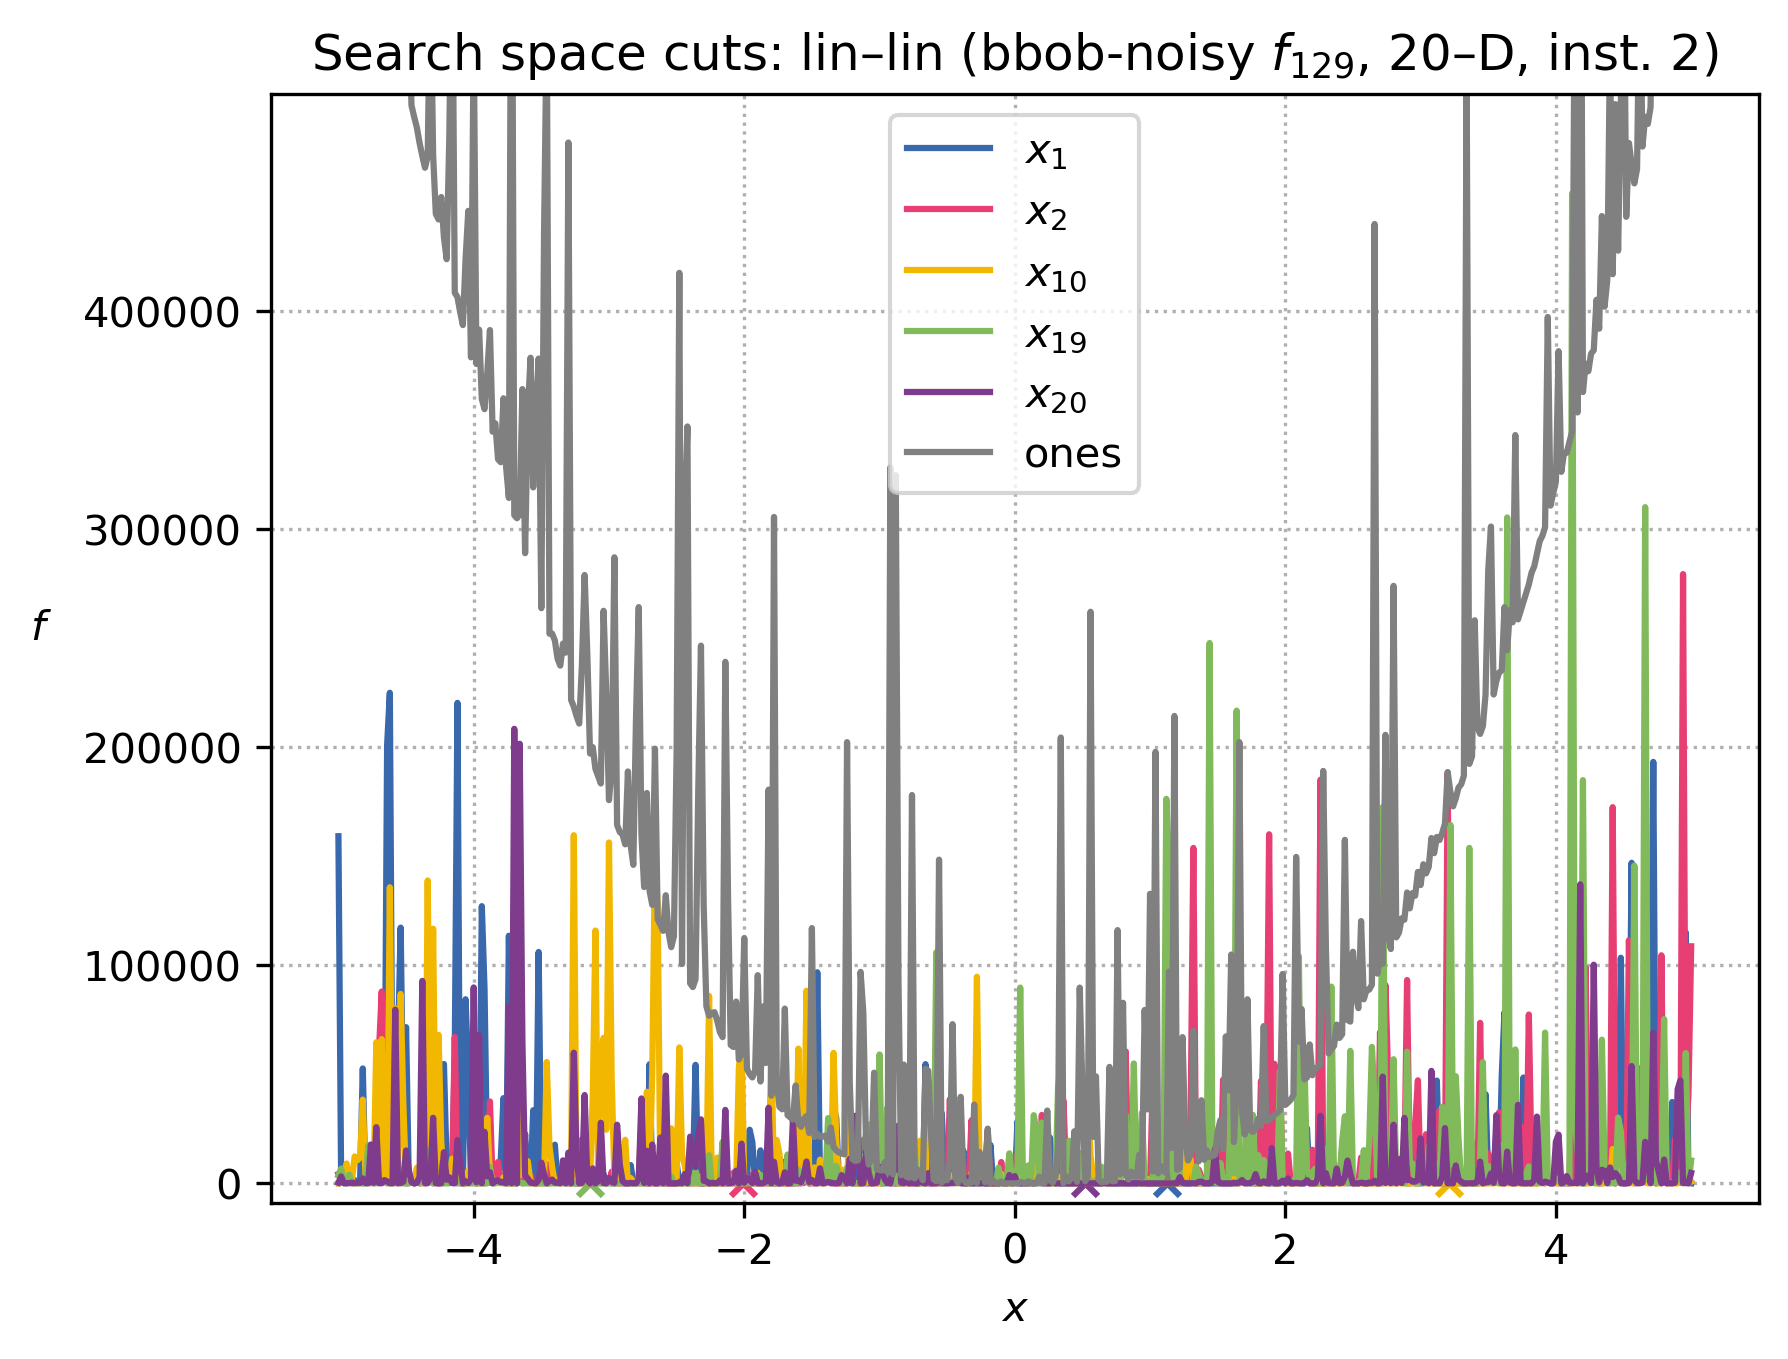 Search space cuts: lin–lin (bbob-noisy f₁₂₉, 20–D, inst. 2)
x₁
x₂
x₁₀
x₁₉
x₂₀
ones
f
400000
300000
200000
100000
0
−4 −2 0 2 4
x